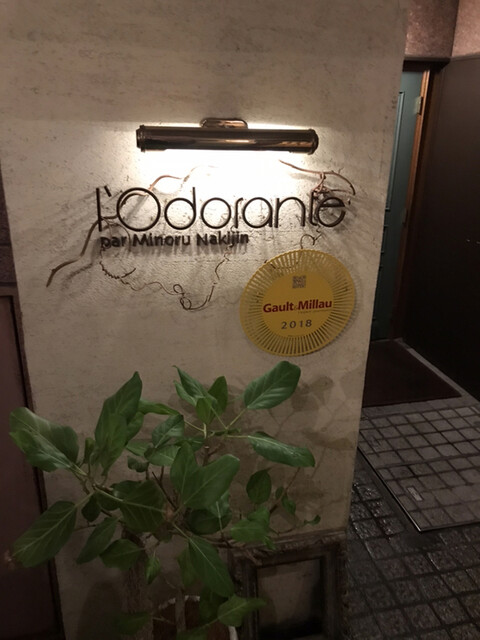 l'Odorante
par Minoru Nakijin
Gault&Millau
2018